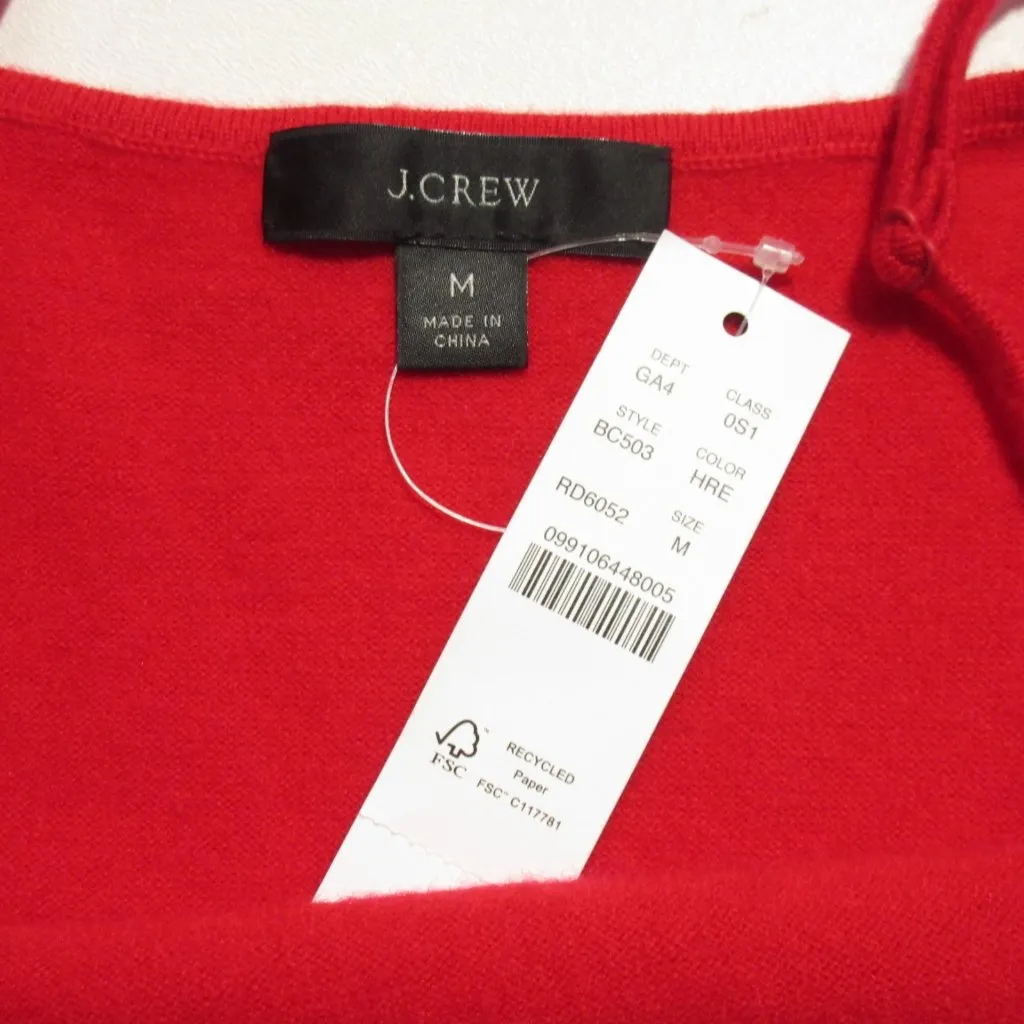 J.CREW
M
MADE IN
CHINA
DEPT
GA4
CLASS
0S1
STYLE
BC503
COLOR
HRE
RD6052
SIZE
M
099106448005
FSC
RECYCLED
Paper
FSC™ C117781